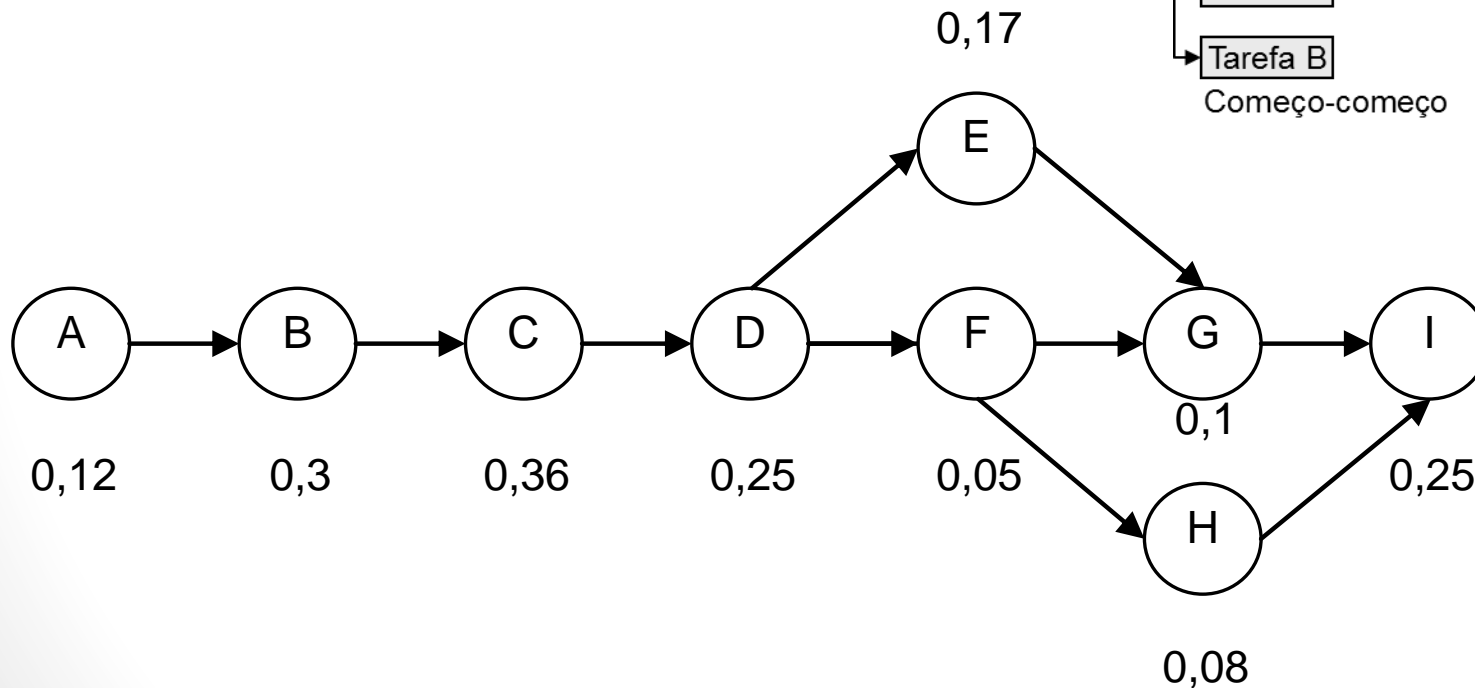 0,17
Tarefa B
Começo-começo
E
A
B
C
D
F
G
I
0,1
0,12
0,3
0,36
0,25
0,05
0,25
H
0,08